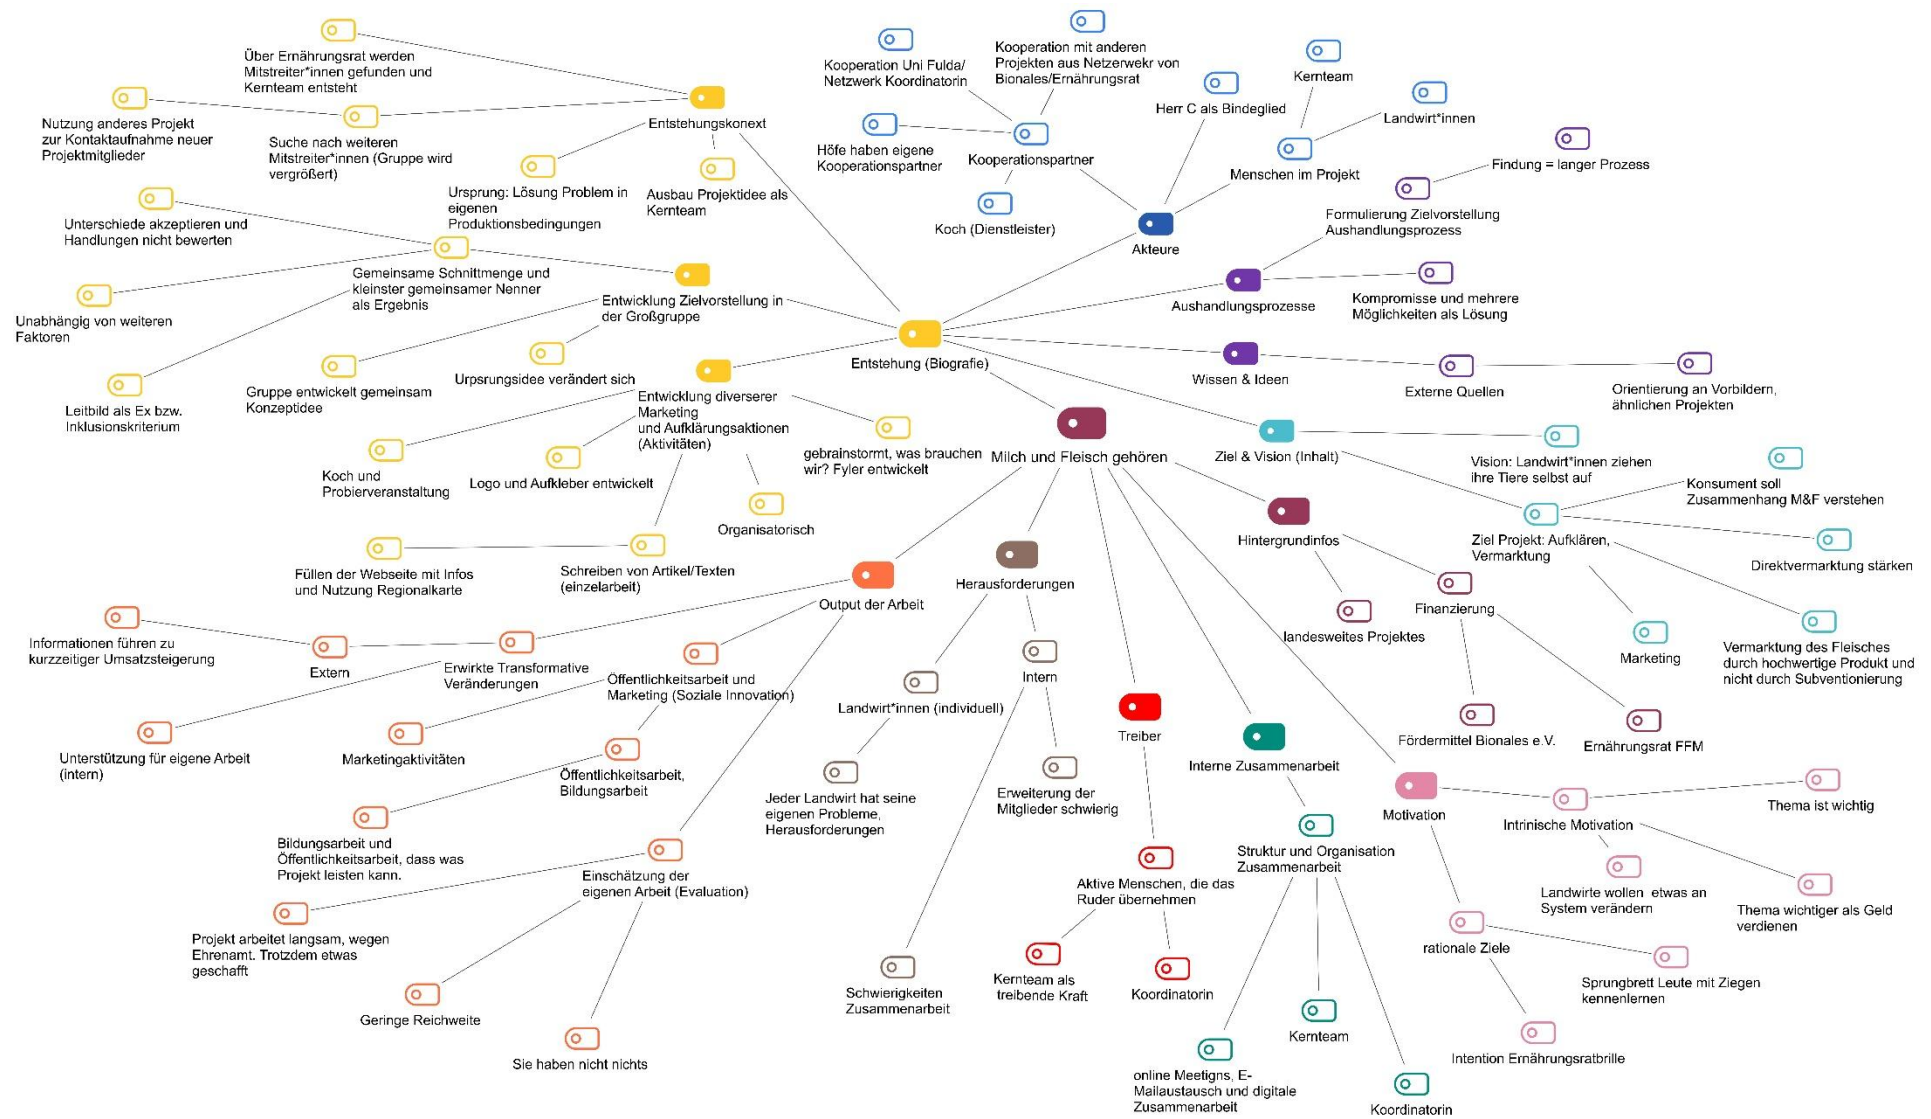 Über Ernährungsrat werden
Mitstreiter*innen gefunden und
Kernteam entsteht
Nutzung anderes Projekt
zur Kontaktaufnahme neuer
Projektmitglieder
Suche nach weiteren
Mitstreiter*innen (Gruppe wird
vergrößert)
Entstehungskonext
Ursprung: Lösung Problem in
eigenen
Produktionsbedingungen
Ausbau Projektidee als
Kernteam
Kooperation Uni Fulda/
Netzwerk Koordinatorin
Kooperation mit anderen
Projekten aus Netzerwekr von
Bionales/Ernährungsrat
Herr C als Bindeglied
Kernteam
Landwirt*innen
Höfe haben eigene
Kooperationspartner
Kooperationspartner
Menschen im Projekt
Findung = langer Prozess
Koch (Dienstleister)
Akteure
Formulierung Zielvorstellung
Aushandlungsprozess
Unterschiede akzeptieren und
Handlungen nicht bewerten
Gemeinsame Schnittmenge und
kleinster gemeinsamer Nenner
als Ergebnis
Entwicklung Zielvorstellung in
der Großgruppe
Unabhängig von weiteren
Faktoren
Aushandlungsprozesse
Kompromisse und mehrere
Möglichkeiten als Lösung
Entstehung (Biografie)
Leitbild als Ex bzw.
Inklusionskriterium
Gruppe entwickelt gemeinsam
Konzeptidee
Urpsrungsidee verändert sich
Entwicklung diverserer
Marketing
und Aufklärungsaktionen
(Aktivitäten)
Wissen & Ideen
Externe Quellen
Orientierung an Vorbildern,
ähnlichen Projekten
Koch und
Probierveranstaltung
Logo und Aufkleber entwickelt
gebrainstormt, was brauchen
wir? Fyler entwickelt
Organisatorisch
Milch und Fleisch gehören
Ziel & Vision (Inhalt)
Vision: Landwirt*innen ziehen
ihre Tiere selbst auf
Konsument soll
Zusammenhang M&F verstehen
Füllen der Webseite mit Infos
und Nutzung Regionalkarte
Schreiben von Artikel/Texten
(einzelarbeit)
Hintergrundinfos
Ziel Projekt: Aufklären,
Vermarktung
Direktvermarktung stärken
Output der Arbeit
Herausforderungen
landesweites Projektes
Finanzierung
Marketing
Vermarktung des Fleisches
durch hochwertige Produkt und
nicht durch Subventionierung
Informationen führen zu
kurzzeitiger Umsatzsteigerung
Extern
Erwirkte Transformative
Veränderungen
Öffentlichkeitsarbeit und
Marketing (Soziale Innovation)
Landwirt*innen (individuell)
Intern
Treiber
Interne Zusammenarbeit
Fördermittel Bionales e.V.
Ernährungsrat FFM
Unterstützung für eigene Arbeit
(intern)
Marketingaktivitäten
Öffentlichkeitsarbeit,
Bildungsarbeit
Jeder Landwirt hat seine
eigenen Probleme,
Herausforderungen
Erweiterung der
Mitglieder schwierig
Motivation
Intrinische Motivation
Thema ist wichtig
Bildungsarbeit und
Öffentlichkeitsarbeit, dass was
Projekt leisten kann.
Einschätzung der
eigenen Arbeit (Evaluation)
Aktive Menschen, die das
Ruder übernehmen
Struktur und Organisation
Zusammenarbeit
Landwirte wollen etwas an
System verändern
Thema wichtiger als Geld
verdienen
rationale Ziele
Projekt arbeitet langsam, wegen
Ehrenamt. Trotzdem etwas
geschafft
Geringe Reichweite
Sie haben nicht nichts
Schwierigkeiten
Zusammenarbeit
Kernteam als
treibende Kraft
Koordinatorin
Kernteam
Sprungbrett Leute mit Ziegen
kennenlernen
Intention Ernährungsratbrille
online Meetigns, E-
Mailaustausch und digitale
Zusammenarbeit
Koordinatorin